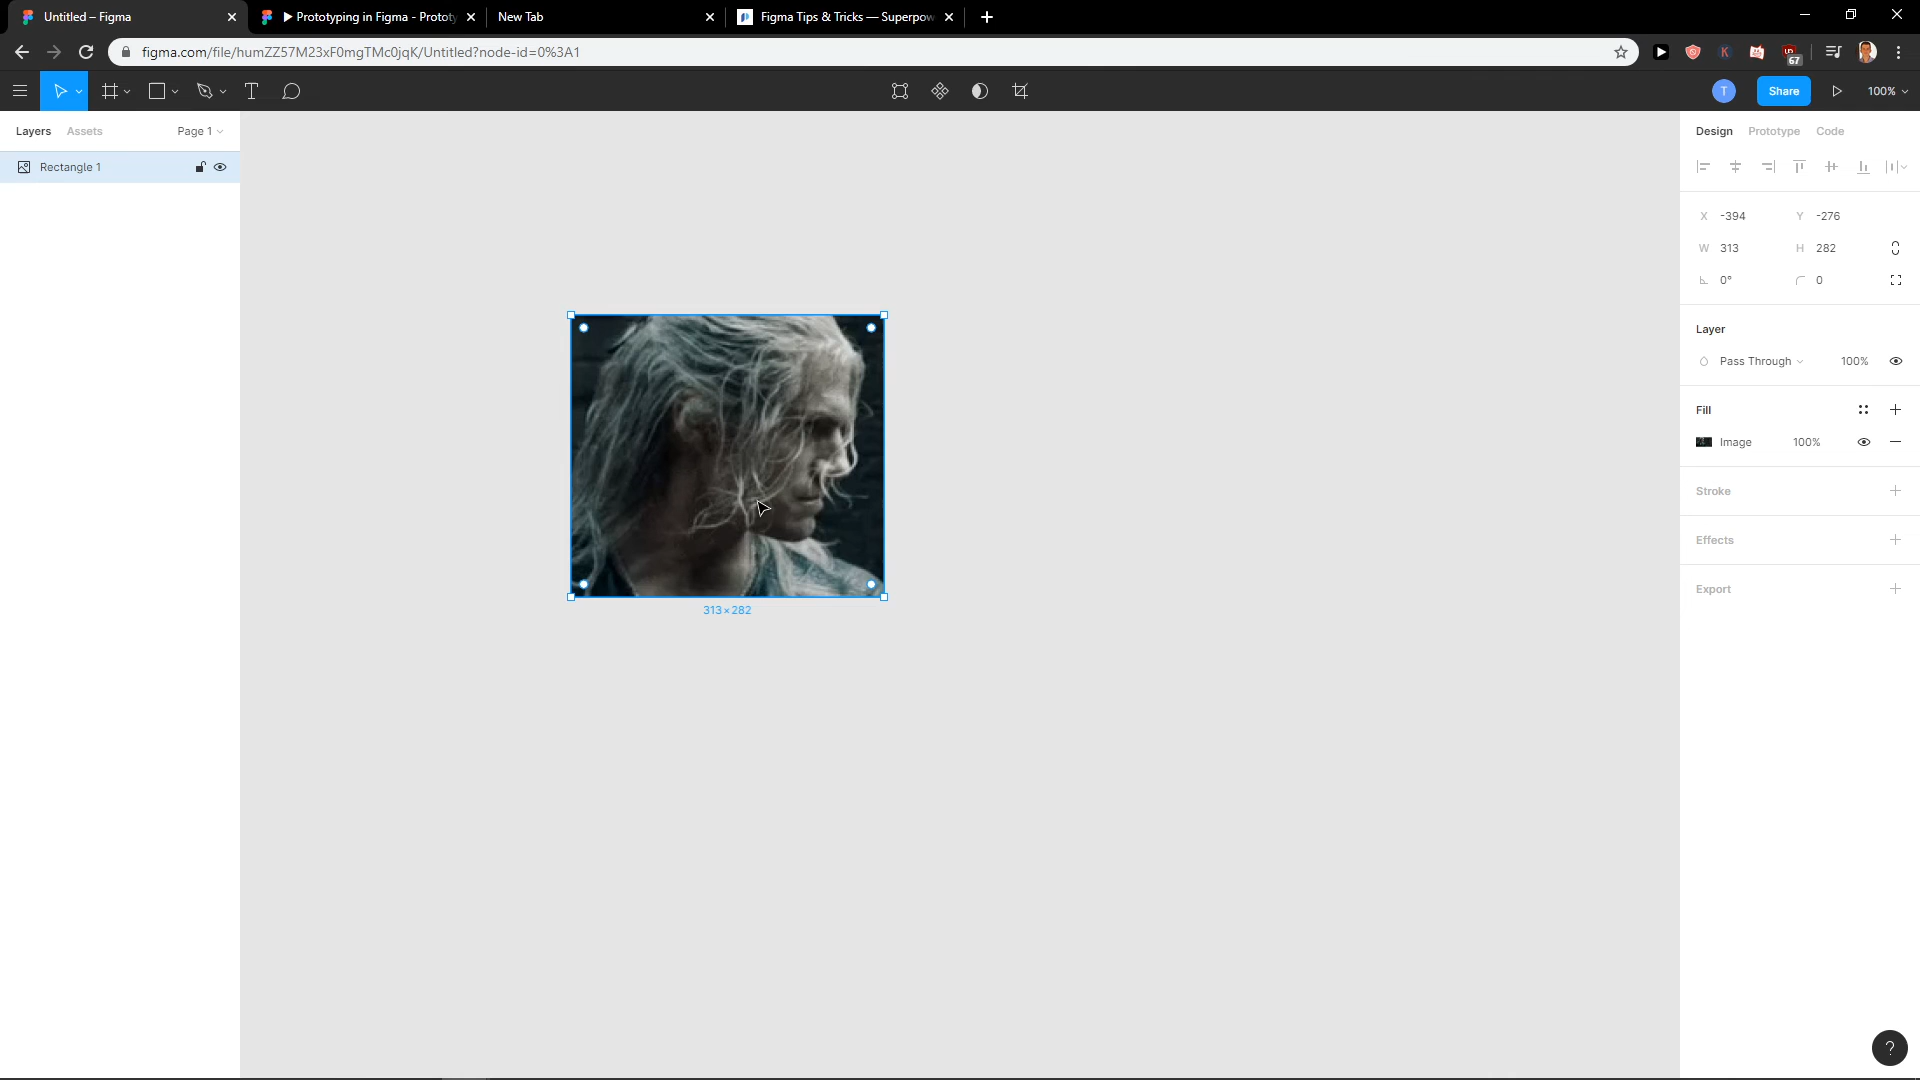 Untitled – Figma
▶ Prototyping in Figma - Prototy
New Tab
Figma Tips & Tricks — Superpow
figma.com/file/humZZ57M23xF0mgTMc0jqK/Untitled?node-id=0%3A1
K
67
T
Share
100%
Layers
Assets
Page 1
Design
Prototype
Code
Rectangle 1
X -394
Y -276
W 313
H 282
0°
0
Layer
Pass Through
100%
Fill
Image
100%
Stroke
Effects
Export
313×282
?